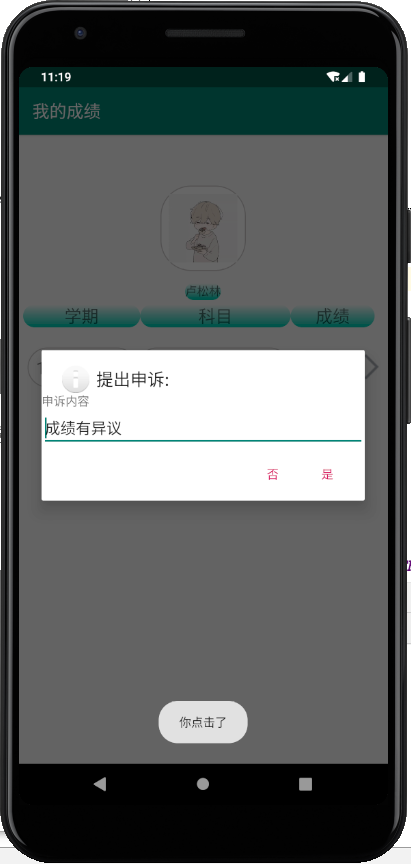 11:19
我的成绩
卢松林
学期 科目 成绩
提出申诉:
申诉内容
成绩有异议
否 是
你点击了